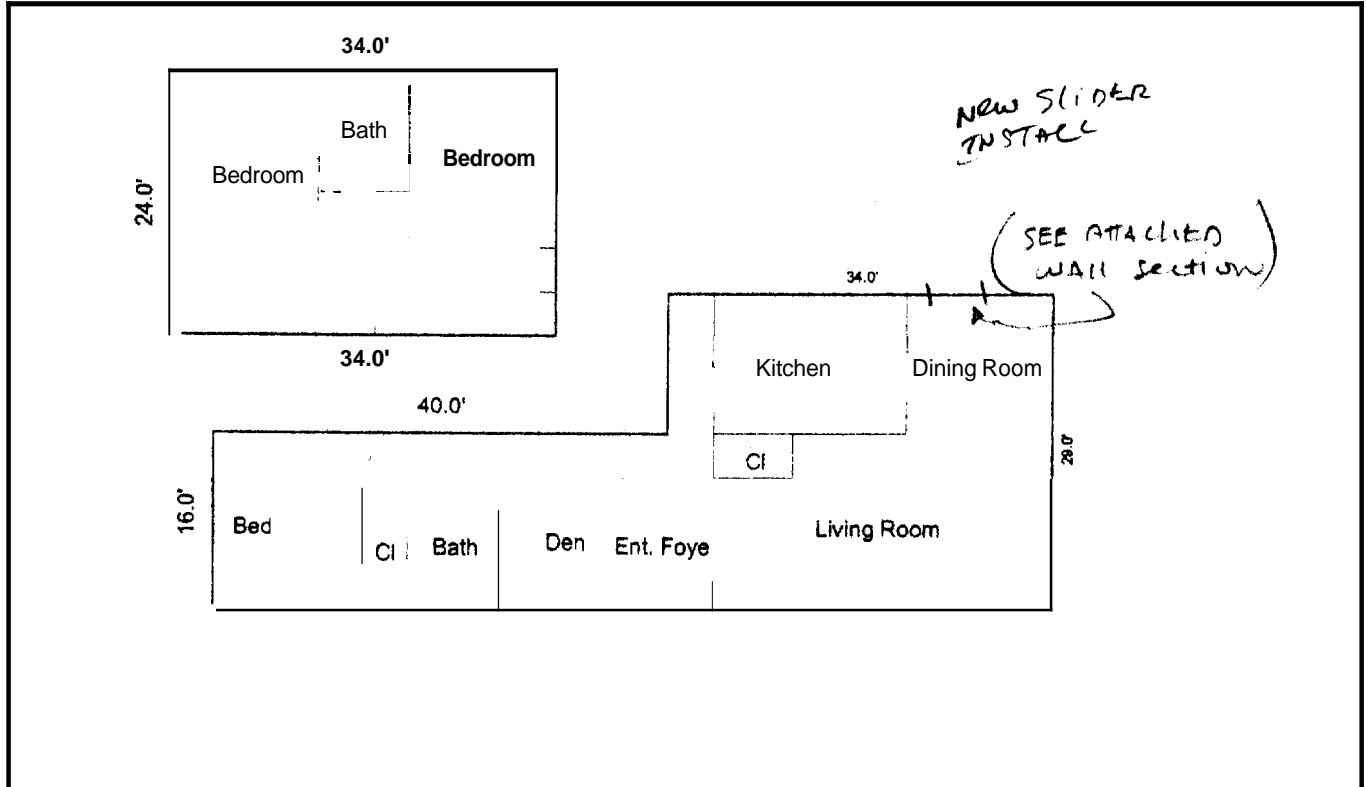 34.0'
Bath
Bedroom
Bedroom
24.0'
34.0'
NEW SLIDER
INSTALL
(SEE ATTACHED
WALL Section)
34.0'
Kitchen
Dining Room
40.0'
Cl
29.0'
16.0'
Bed
Cl
Bath
Den
Ent. Foye
Living Room